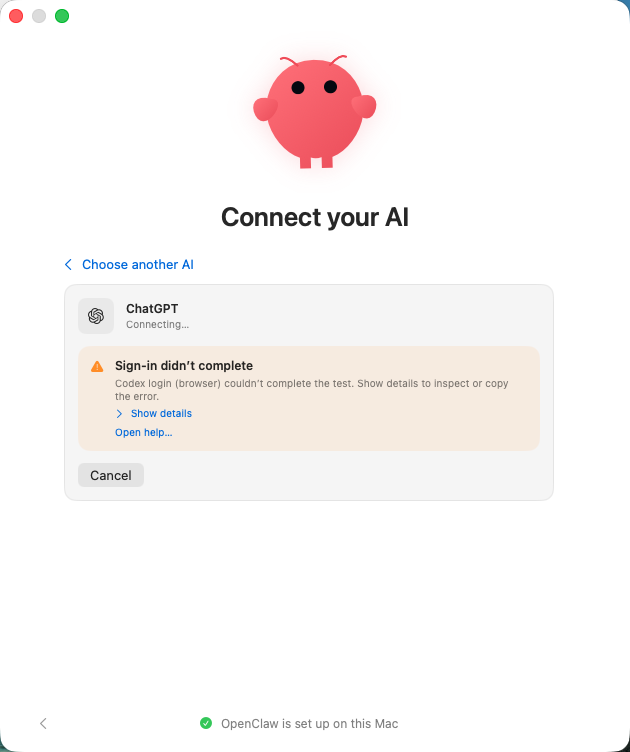 Connect your AI
Choose another AI
ChatGPT
Connecting...
Sign-in didn't complete
Codex login (browser) couldn't complete the test. Show details to inspect or copy
the error.
Show details
Open help...
Cancel
OpenClaw is set up on this Mac